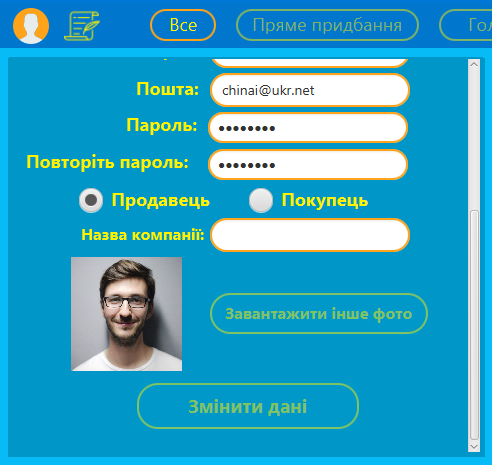 Все Пряме придбання Гол
Пошта: chinai@ukr.net
Пароль: ••••••••
Повторіть пароль: ••••••••
Продавець Покупець
Назва компанії:
Завантажити інше фото
Змінити дані